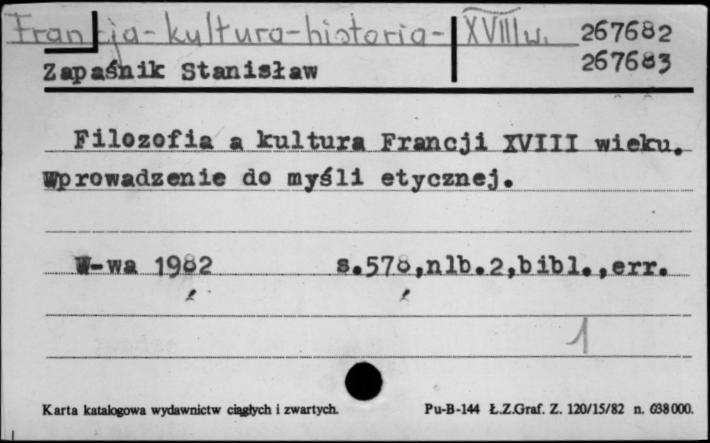 Francja-kultura-historia- XVIII w. 267682
Zapaśnik Stanisław 267683
Filozofia a kultura Francji XVIII wieku.
Wprowadzenie do myśli etycznej.
W-wa 1982 s.578,nlb.2,bibl.,err.
1
Karta katalogowa wydawnictw ciągłych i zwartych. Pu-B-144 Ł.Z.Graf. Z. 120/15/82 n. 638000.